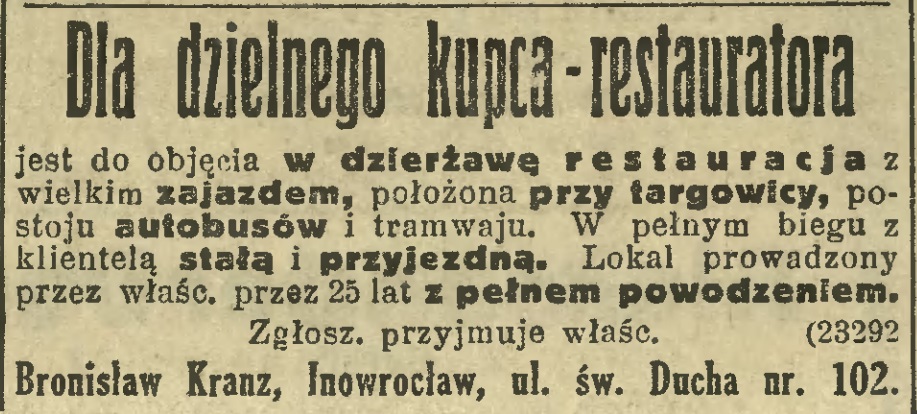 Dla dzielnego kupca-restauratora
jest do objęcia w dzierżawę restauracja z
wielkim zajazdem, położona przy targowicy, po-
stoju autobusów i tramwaju. W pełnym biegu z
klientelą stałą i przyjezdną. Lokal prowadzony
przez właśc. przez 25 lat z pełnem powodzeniem.
Zgłosz. przyjmuje właśc. (23292
Bronisław Kranz, Inowrocław, ul. św. Ducha nr. 102.